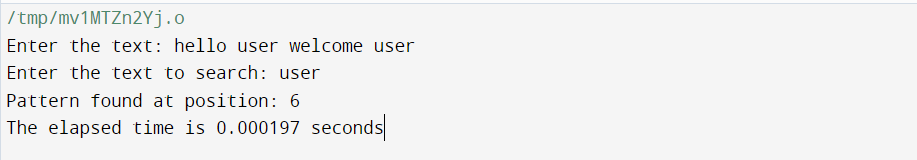 /tmp/mv1MTZn2Yj.o
Enter the text: hello user welcome user
Enter the text to search: user
Pattern found at position: 6
The elapsed time is 0.000197 seconds